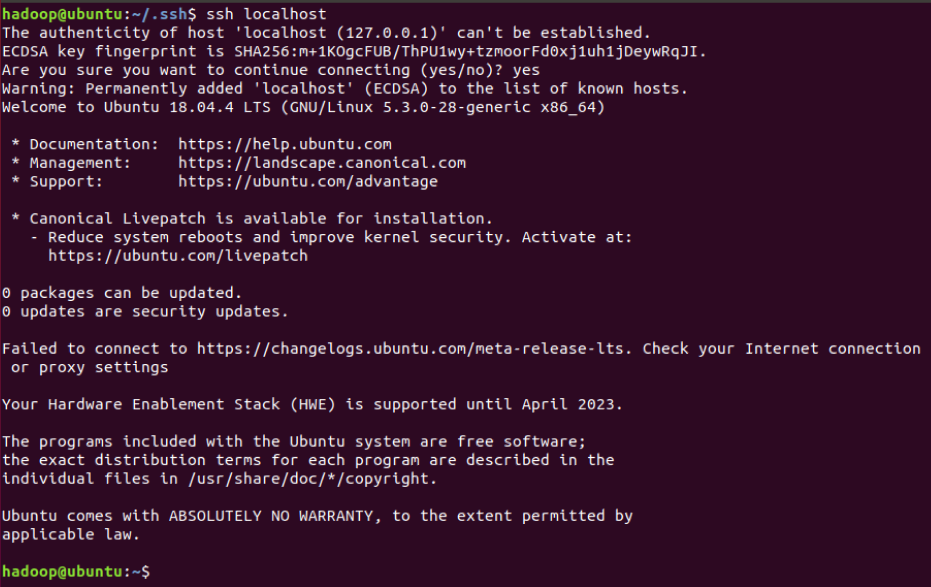 hadoop@ubuntu:~/.ssh$ ssh localhost
The authenticity of host 'localhost (127.0.0.1)' can't be established.
ECDSA key fingerprint is SHA256:m+1KOgcFUB/ThPU1wy+tzmoorFd0xj1uh1jDeywRqJI.
Are you sure you want to continue connecting (yes/no)? yes
Warning: Permanently added 'localhost' (ECDSA) to the list of known hosts.
Welcome to Ubuntu 18.04.4 LTS (GNU/Linux 5.3.0-28-generic x86_64)

 * Documentation:  https://help.ubuntu.com
 * Management:     https://landscape.canonical.com
 * Support:        https://ubuntu.com/advantage

 * Canonical Livepatch is available for installation.
   - Reduce system reboots and improve kernel security. Activate at:
     https://ubuntu.com/livepatch

0 packages can be updated.
0 updates are security updates.

Failed to connect to https://changelogs.ubuntu.com/meta-release-lts. Check your Internet connection
 or proxy settings

Your Hardware Enablement Stack (HWE) is supported until April 2023.

The programs included with the Ubuntu system are free software;
the exact distribution terms for each program are described in the
individual files in /usr/share/doc/*/copyright.

Ubuntu comes with ABSOLUTELY NO WARRANTY, to the extent permitted by
applicable law.

hadoop@ubuntu:~$